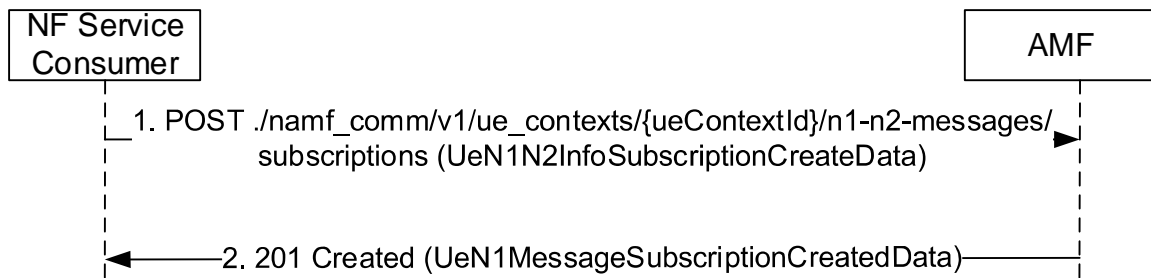 NF Service
Consumer
AMF
1. POST ./namf_comm/v1/ue_contexts/{ueContextId}/n1-n2-messages/
subscriptions (UeN1N2InfoSubscriptionCreateData)
2. 201 Created (UeN1MessageSubscriptionCreatedData)